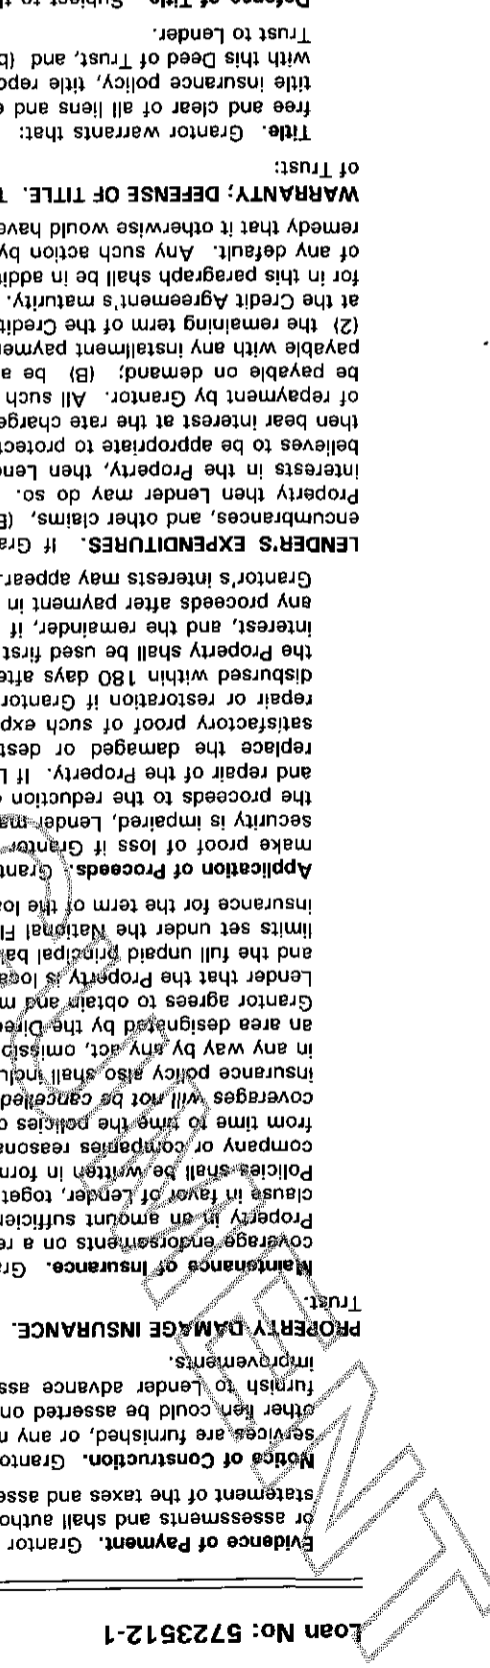 Loan No: 5723512-1
Evidence of Payment. Grantor
or assessments and shall autho
statement of the taxes and asse
Notice of Construction. Granto
services are furnished, or any m
other lien could be asserted on
furnish to Lender advance ass
improvements.
PROPERTY DAMAGE INSURANCE.
Trust.
Maintenance of Insurance. Gra
coverage endorsements on a re
Property in an amount sufficien
clause in favor of Lender, toget
Policies shall be written in form
company or companies reasona
from time to time the policies o
coverages will not be cancelled
insurance policy also shall inclu
in any way by any act, omissio
an area designated by the Direc
Grantor agrees to obtain and m
Lender that the Property is loca
and the full unpaid principal bal
limits set under the National Fl
insurance for the term of the loa
Application of Proceeds. Grant
make proof of loss if Grantor
security is impaired, Lender ma
the proceeds to the reduction o
and repair of the Property. If L
replace the damaged or dest
satisfactory proof of such exp
repair or restoration if Grantor
disbursed within 180 days afte
the Property shall be used first
interest, and the remainder, if
any proceeds after payment in
Grantor's interests may appear.
LENDER'S EXPENDITURES. If Gra
encumbrances, and other claims, (B
Property then Lender may do so.
interests in the Property, then Lend
believes to be appropriate to protect
then bear interest at the rate charge
of repayment by Grantor. All such
be payable on demand; (B) be a
payable with any installment paymen
(2) the remaining term of the Credit
at the Credit Agreement's maturity.
for in this paragraph shall be in addit
of any default. Any such action by
remedy that it otherwise would have
WARRANTY; DEFENSE OF TITLE. T
of Trust:
Title. Grantor warrants that:
free and clear of all liens and e
title insurance policy, title repo
with this Deed of Trust, and (b
Trust to Lender.
Defense of Title. Subject to th